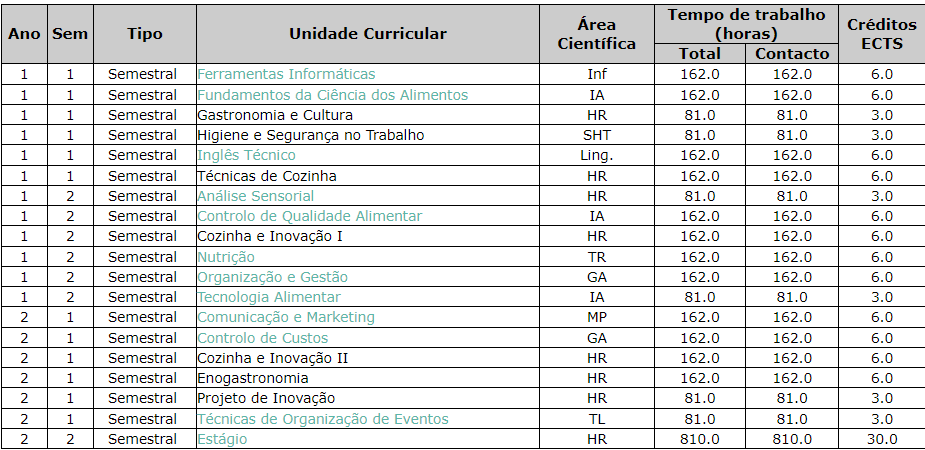 Ano Sem Tipo Unidade Curricular Área Científica Tempo de trabalho (horas) Créditos ECTS
Total Contacto
1 1 Semestral Ferramentas Informáticas Inf 162.0 162.0 6.0
1 1 Semestral Fundamentos da Ciência dos Alimentos IA 162.0 162.0 6.0
1 1 Semestral Gastronomia e Cultura HR 81.0 81.0 3.0
1 1 Semestral Higiene e Segurança no Trabalho SHT 81.0 81.0 3.0
1 1 Semestral Inglês Técnico Ling. 162.0 162.0 6.0
1 1 Semestral Técnicas de Cozinha HR 162.0 162.0 6.0
1 2 Semestral Análise Sensorial HR 81.0 81.0 3.0
1 2 Semestral Controlo de Qualidade Alimentar IA 162.0 162.0 6.0
1 2 Semestral Cozinha e Inovação I HR 162.0 162.0 6.0
1 2 Semestral Nutrição TR 162.0 162.0 6.0
1 2 Semestral Organização e Gestão GA 162.0 162.0 6.0
1 2 Semestral Tecnologia Alimentar IA 81.0 81.0 3.0
2 1 Semestral Comunicação e Marketing MP 162.0 162.0 6.0
2 1 Semestral Controlo de Custos GA 162.0 162.0 6.0
2 1 Semestral Cozinha e Inovação II HR 162.0 162.0 6.0
2 1 Semestral Enogastronomia HR 162.0 162.0 6.0
2 1 Semestral Projeto de Inovação HR 81.0 81.0 3.0
2 1 Semestral Técnicas de Organização de Eventos TL 81.0 81.0 3.0
2 2 Semestral Estágio HR 810.0 810.0 30.0